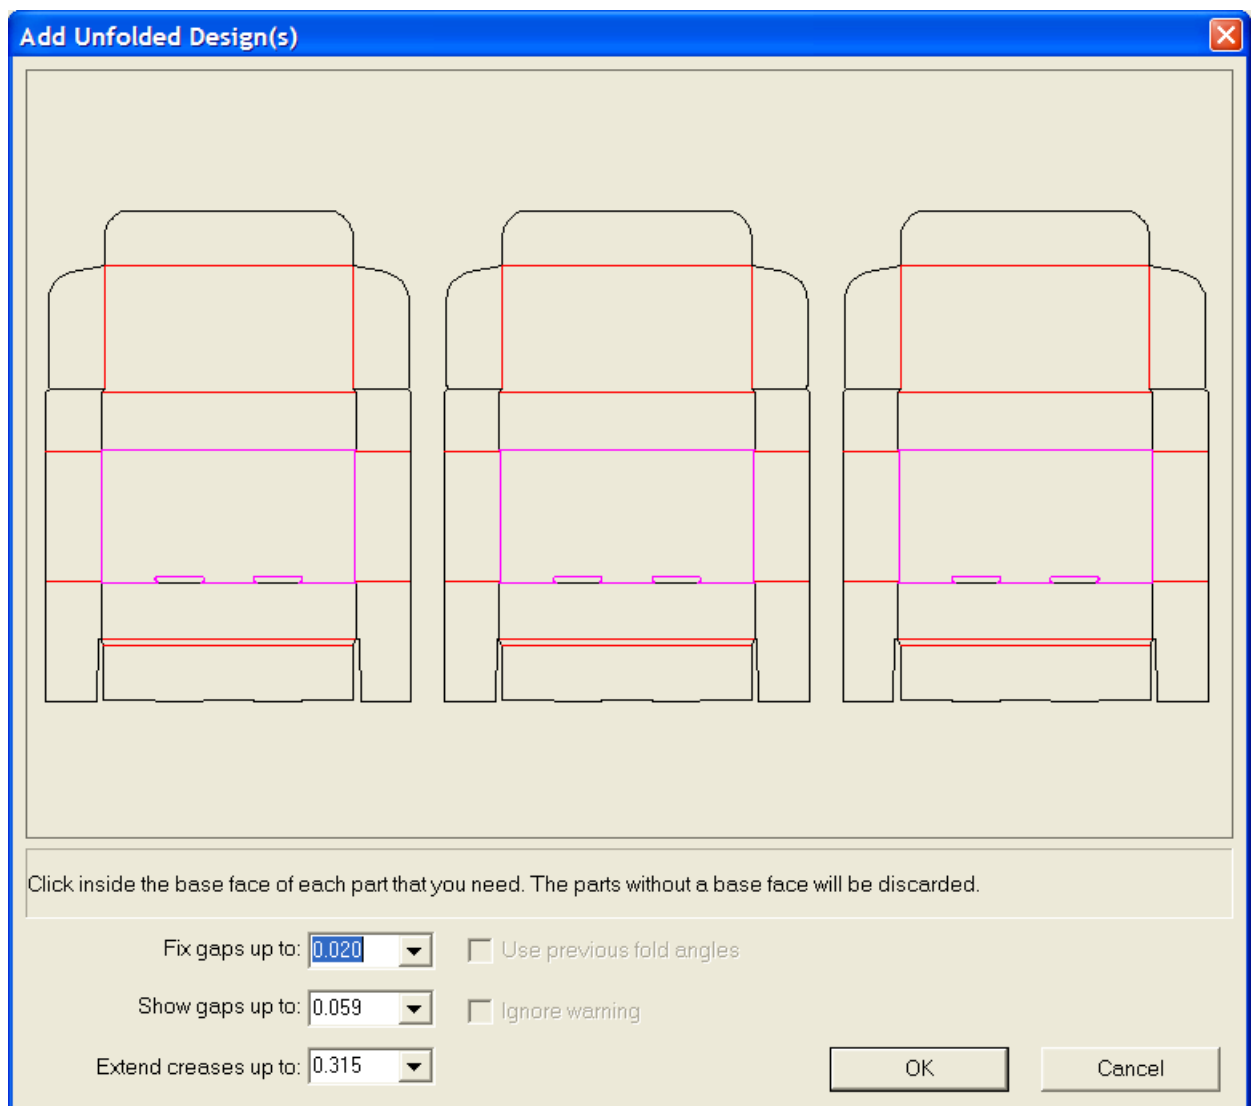 Add Unfolded Design(s)
Click inside the base face of each part that you need. The parts without a base face will be discarded.
Fix gaps up to: 0.020 Use previous fold angles
Show gaps up to: 0.059 Ignore warning
Extend creases up to: 0.315 OK Cancel